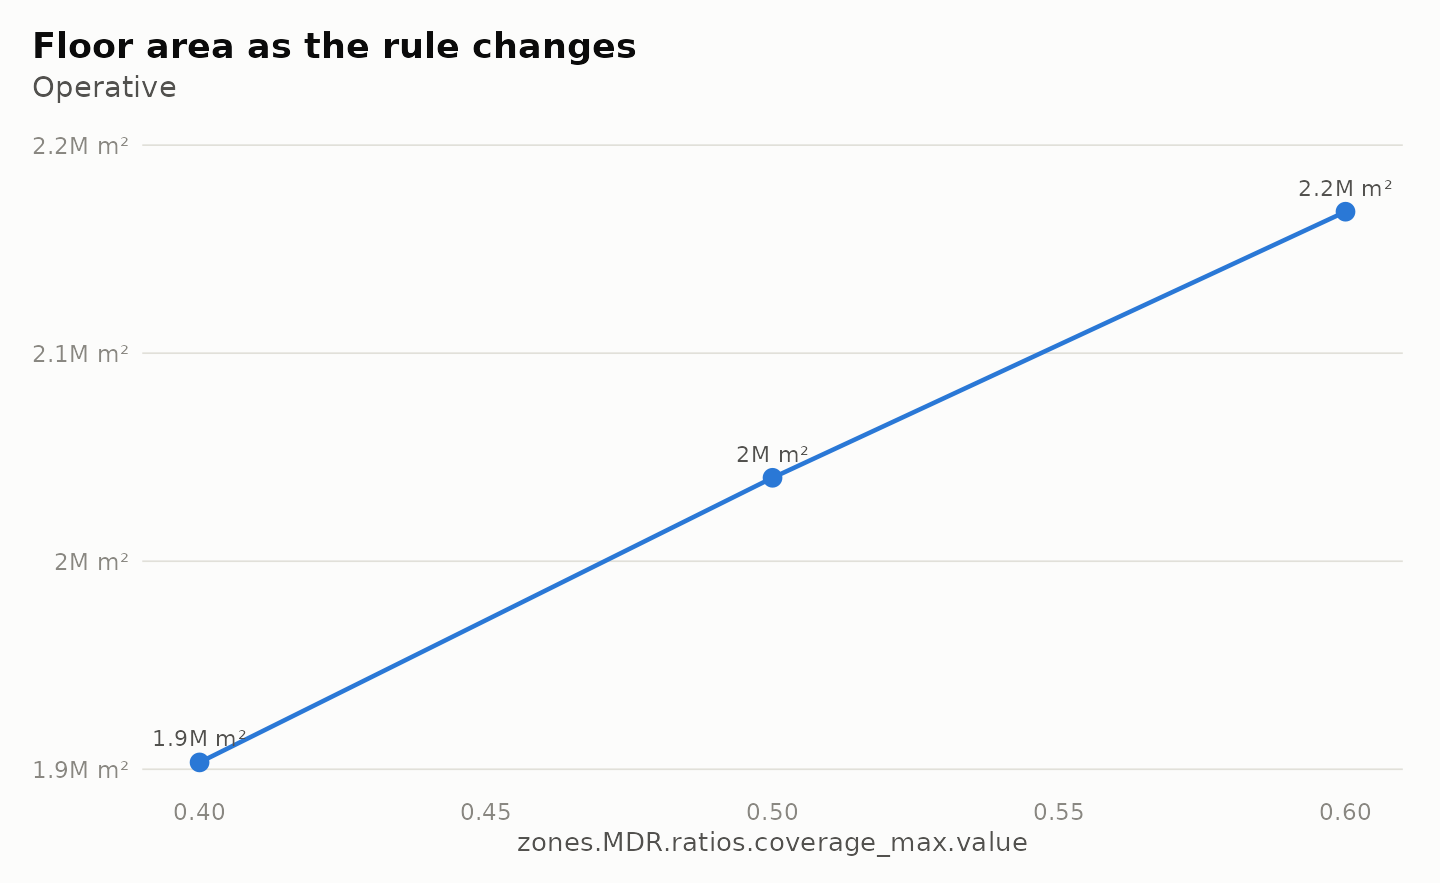 Floor area as the rule changes
Operative
2.2M m²
2.2M m²
2.1M m²
2M m²
2M m²
1.9M m²
1.9M m²
0.40 0.45 0.50 0.55 0.60
zones.MDR.ratios.coverage_max.value